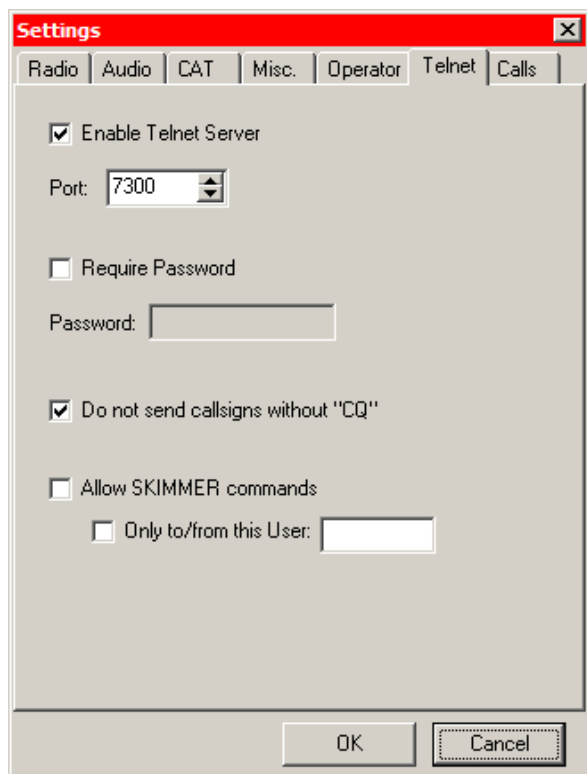 Settings
Radio Audio CAT Misc. Operator Telnet Calls
Enable Telnet Server
Port: 7300
Require Password
Password:
Do not send callsigns without "CQ"
Allow SKIMMER commands
Only to/from this User:
OK Cancel